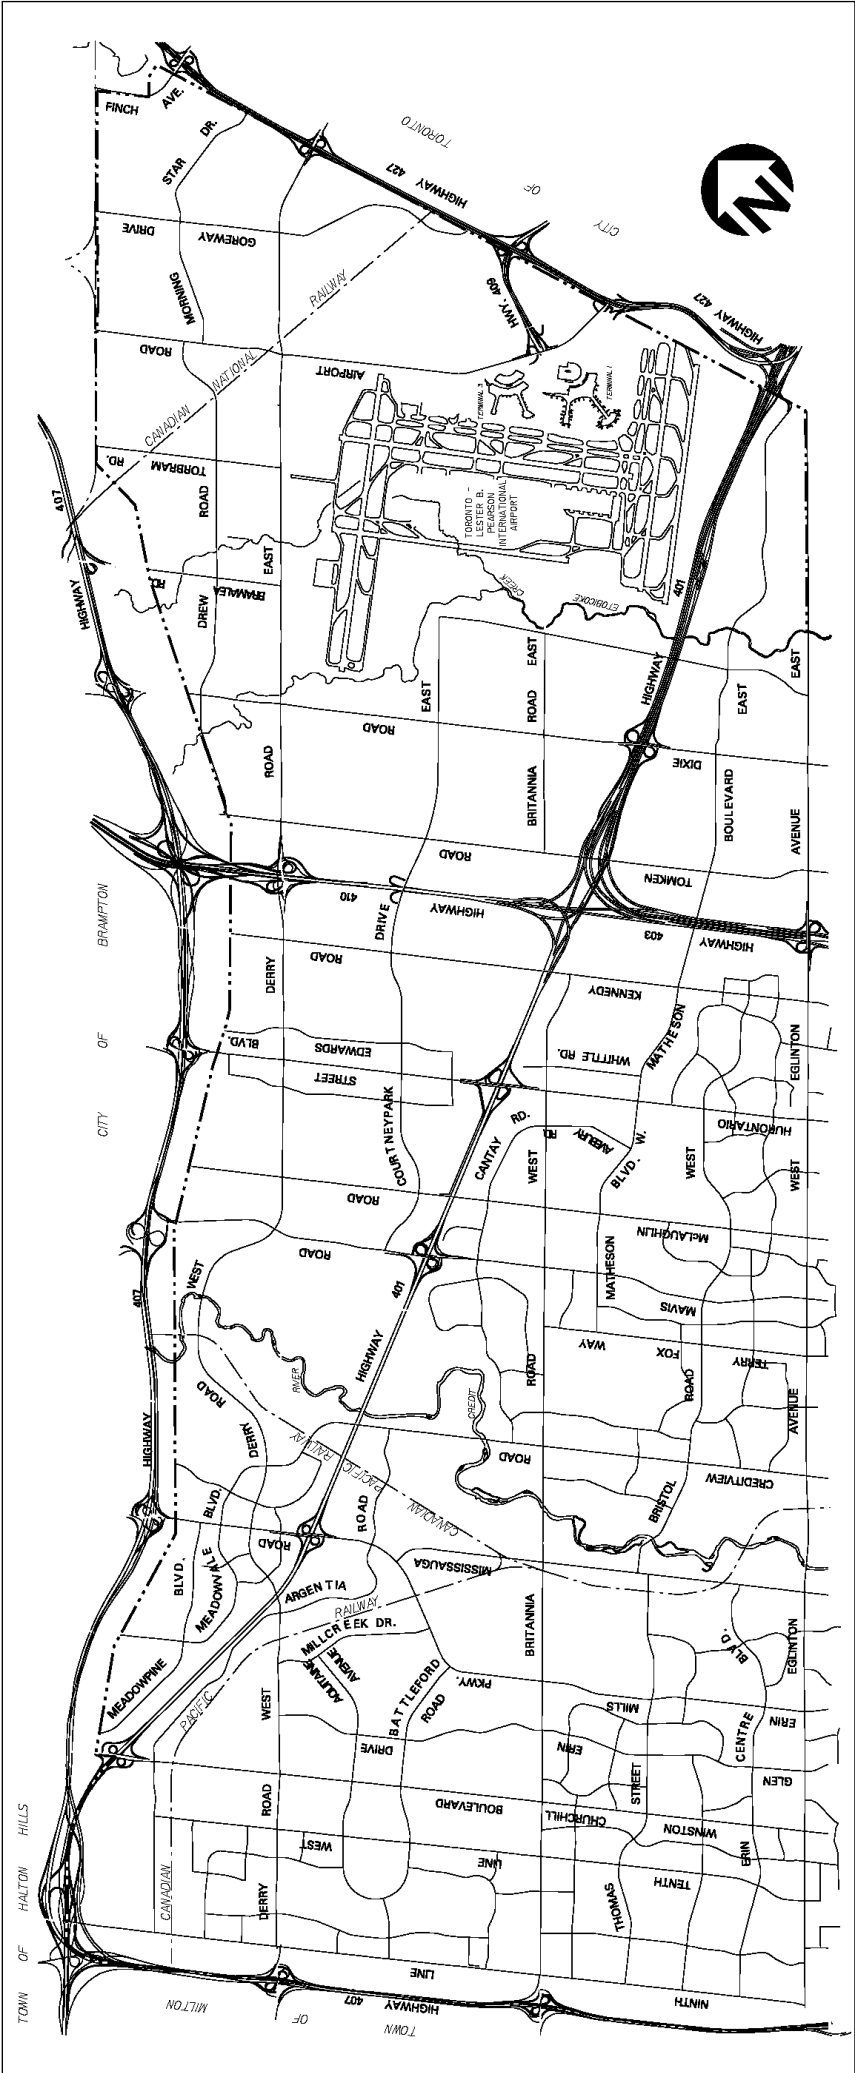 FINCH
AVE.
STAR
DR.
MORNING
GOREWAY
DRIVE
CITY
OF
TORONTO
HIGHWAY
427
HIGHWAY
427
HWY. 409
N
CANADIAN
NATIONAL
RAILWAY
AIRPORT
ROAD
TERMINAL 3
TERMINAL 1
TORONTO -
LESTER B.
PEARSON
INTERNATIONAL
AIRPORT
TORBRAM
RD.
HIGHWAY
407
BRAMALEA
RD.
DREW
ROAD
DERRY
ROAD
EAST
ETOBICOKE
CREEK
HIGHWAY
401
DIXIE
ROAD
TOMKEN
ROAD
BRITANNIA
ROAD
EAST
EAST
BOULEVARD
EAST
AVENUE
EAST
CITY
OF
BRAMPTON
HIGHWAY
410
HIGHWAY
403
DRIVE
COURTNEYPARK
KENNEDY
ROAD
EDWARDS
BLVD.
STREET
HURONTARIO
WHITTLE RD.
MATHESON
CANTAY
RD.
AVEBURY
RD.
MATHESON
BLVD. W.
McLAUGHLIN
ROAD
MAVIS
ROAD
TERRY
FOX
WAY
EGLINTON
WEST
AVENUE
BRISTOL
ROAD
WEST
ROAD
WEST
HIGHWAY
407
HIGHWAY
401
DERRY
ROAD
WEST
CREDIT
RIVER
CREDITVIEW
ROAD
CANADIAN
PACIFIC
RAILWAY
MISSISSAUGA
ROAD
ARGENTIA
ROAD
MEADOWVALE
BLVD.
MEADOWPINE
BLVD.
MILLCREEK DR.
AQUITAINE
AVENUE
BATTLEFORD
ROAD
ERIN
MILLS
PKWY.
GLEN
ERIN
DRIVE
WINSTON
CHURCHILL
BOULEVARD
TENTH
LINE
WEST
NINTH
LINE
THOMAS
STREET
ERIN
CENTRE
BLVD.
EGLINTON
BRITANNIA
DERRY
ROAD
WEST
CANADIAN
PACIFIC
RAILWAY
TOWN
OF
HALTON
HILLS
TOWN
OF
MILTON
HIGHWAY
407